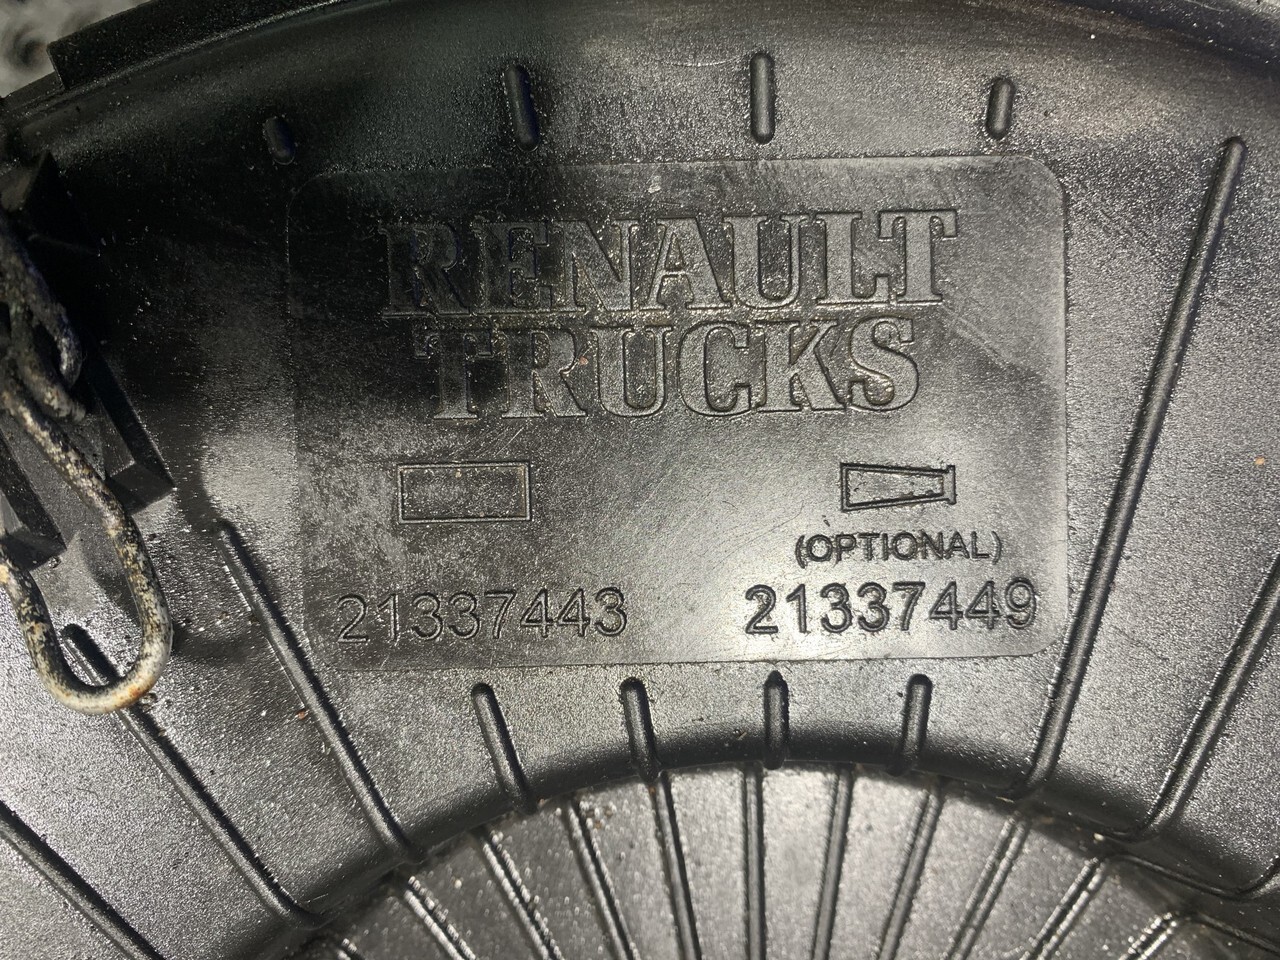 RENAULT
TRUCKS
(OPTIONAL)
21337443 21337449